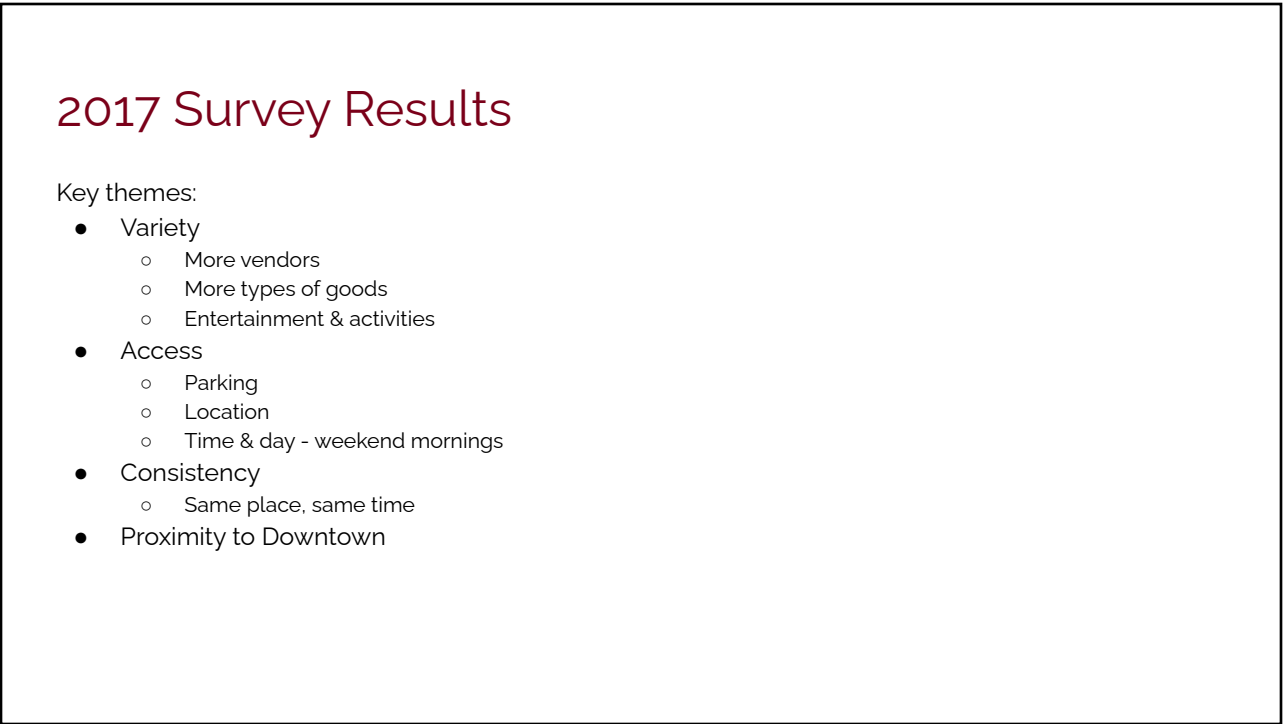 2017 Survey Results
Key themes:
● Variety
○ More vendors
○ More types of goods
○ Entertainment & activities
● Access
○ Parking
○ Location
○ Time & day - weekend mornings
● Consistency
○ Same place, same time
● Proximity to Downtown